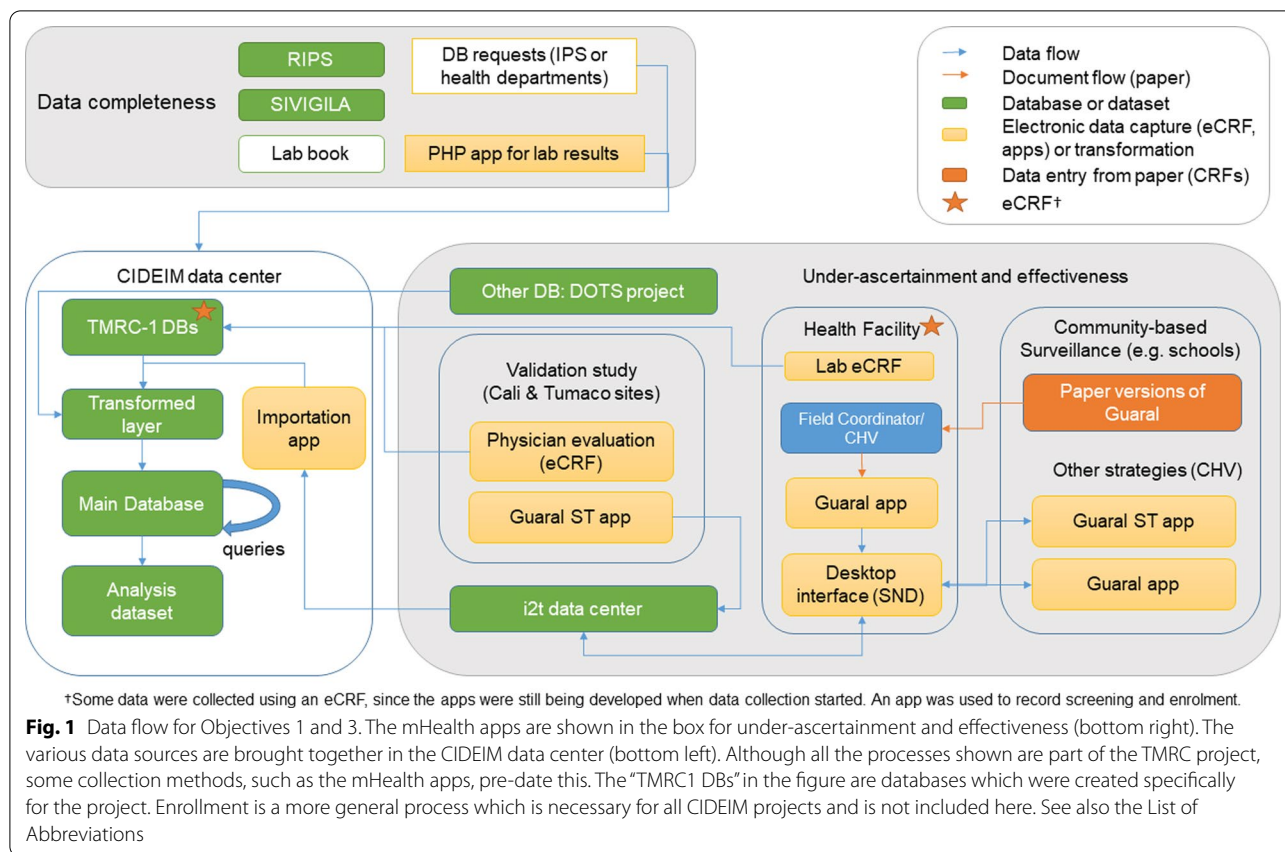 Data completeness
RIPS
SIVIGILA
Lab book
DB requests (IPS or
health departments)
PHP app for lab results
Data flow
Document flow (paper)
Database or dataset
Electronic data capture (eCRF,
apps) or transformation
Data entry from paper (CRFs)
eCRF†
CIDEIM data center
TMRC-1 DBs
Transformed
layer
Importation
app
Main Database
queries
Analysis
dataset
Under-ascertainment and effectiveness
Other DB: DOTS project
Validation study
(Cali & Tumaco sites)
Physician evaluation
(eCRF)
Guaral ST app
i2t data center
Health Facility
Lab eCRF
Field Coordinator/
CHV
Guaral app
Desktop
interface (SND)
Community-based
Surveillance (e.g. schools)
Paper versions of
Guaral
Other strategies (CHV)
Guaral ST app
Guaral app
†Some data were collected using an eCRF, since the apps were still being developed when data collection started. An app was used to record screening and enrolment.
Fig. 1 Data flow for Objectives 1 and 3. The mHealth apps are shown in the box for under-ascertainment and effectiveness (bottom right). The
various data sources are brought together in the CIDEIM data center (bottom left). Although all the processes shown are part of the TMRC project,
some collection methods, such as the mHealth apps, pre-date this. The “TMRC1 DBs” in the figure are databases which were created specifically
for the project. Enrollment is a more general process which is necessary for all CIDEIM projects and is not included here. See also the List of
Abbreviations